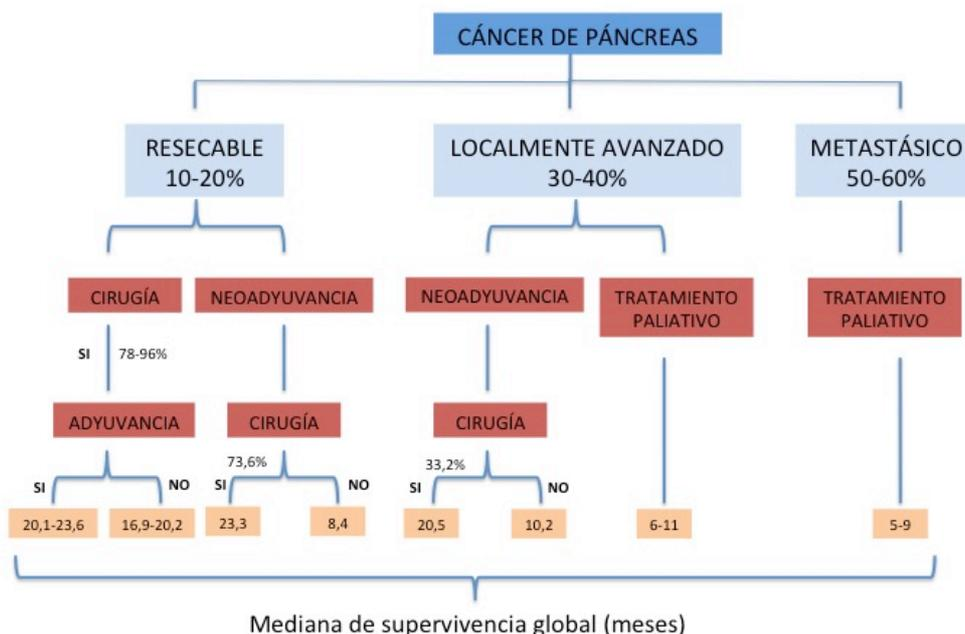 CÁNCER DE PÁNCREAS
RESECABLE
10-20%
LOCALMENTE AVANZADO
30-40%
METASTÁSICO
50-60%
CIRUGÍA
NEOADYUVANCIA
NEOADYUVANCIA
TRATAMIENTO
PALIATIVO
TRATAMIENTO
PALIATIVO
SI
78-96%
ADYUVANCIA
CIRUGÍA
CIRUGÍA
73,6%
33,2%
SI
NO
SI
NO
SI
NO
20,1-23,6
16,9-20,2
23,3
8,4
20,5
10,2
6-11
5-9
Mediana de supervivencia global (meses)